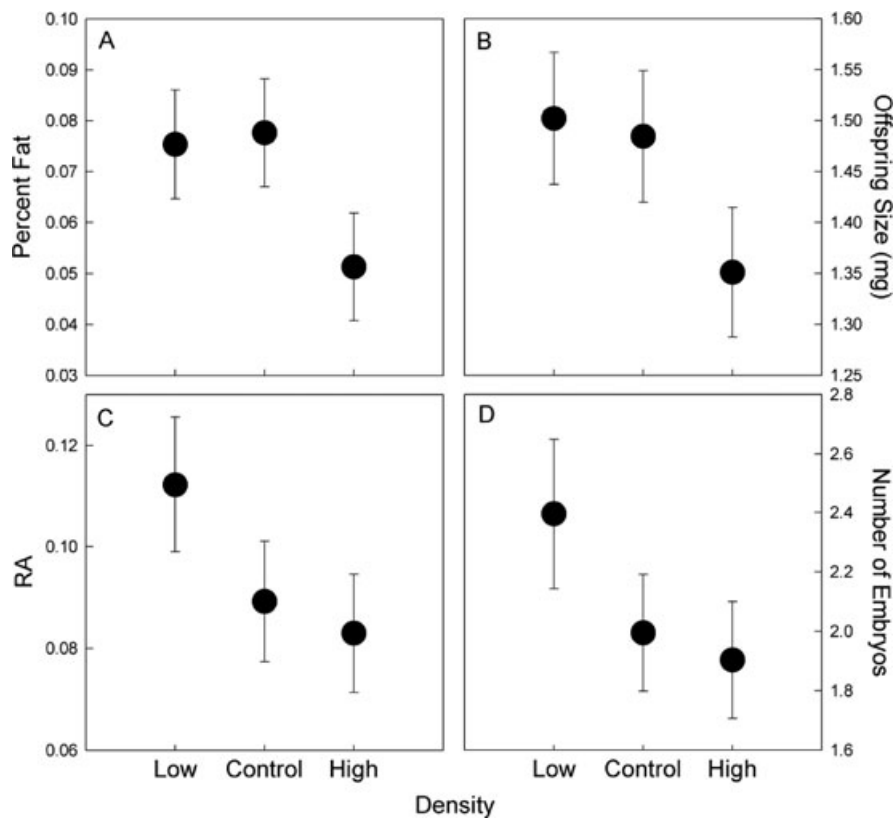 A
0.10
0.09
0.08
0.07
0.06
0.05
0.04
0.03
Percent Fat
B
1.60
1.55
1.50
1.45
1.40
1.35
1.30
1.25
Offspring Size (mg)
C
0.12
0.10
0.08
0.06
RA
Low Control High
D
2.8
2.6
2.4
2.2
2.0
1.8
1.6
Number of Embryos
Low Control High
Density